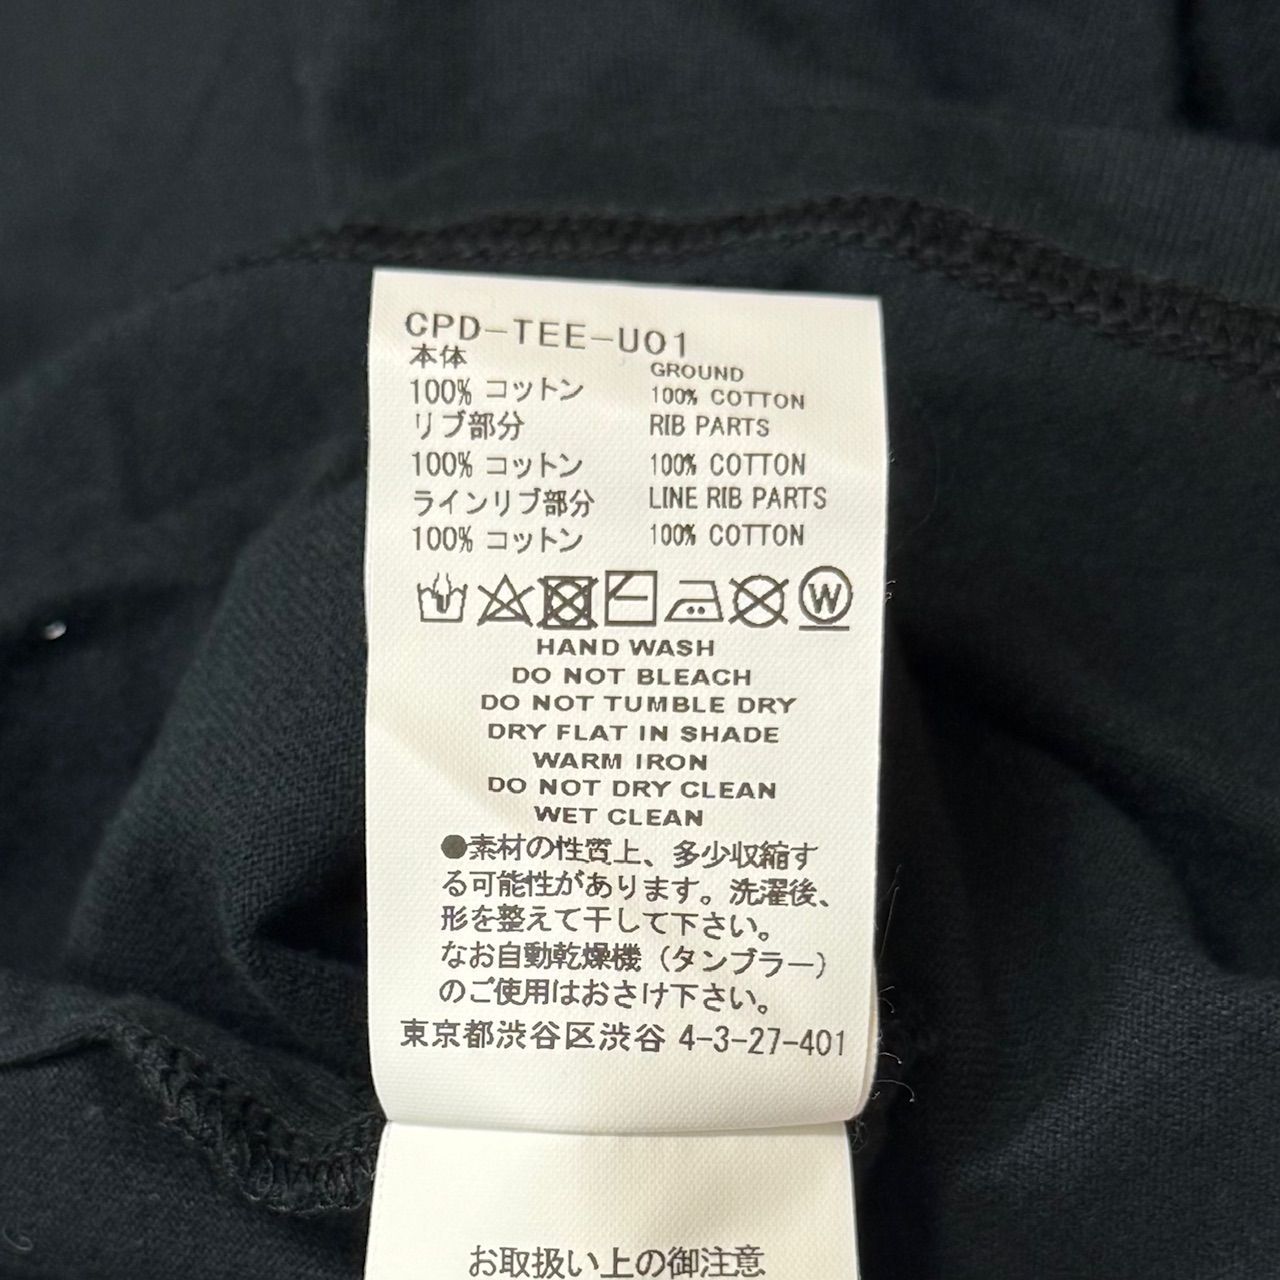 CPD-TEE-U01
本体 GROUND
100% コットン 100% COTTON
リブ部分 RIB PARTS
100% コットン 100% COTTON
ラインリブ部分 LINE RIB PARTS
100% コットン 100% COTTON
W
HAND WASH
DO NOT BLEACH
DO NOT TUMBLE DRY
DRY FLAT IN SHADE
WARM IRON
DO NOT DRY CLEAN
WET CLEAN
●素材の性質上、多少収縮す
る可能性があります。洗濯後、
形を整えて干して下さい。
なお自動乾燥機（タンブラー）
のご使用はおさけ下さい。
東京都渋谷区渋谷 4-3-27-401
お取扱い上の御注意